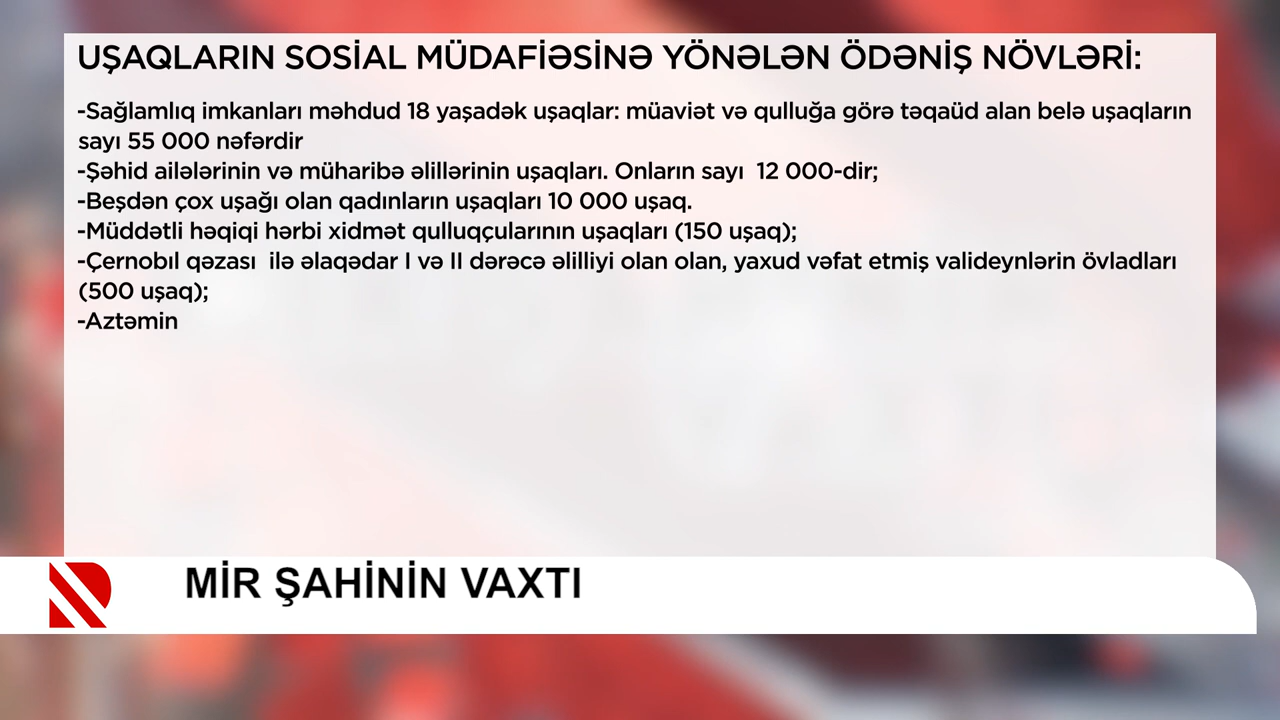 UŞAQLARIN SOSİAL MÜDAFİƏSİNƏ YÖNƏLƏN ÖDƏNİŞ NÖVLƏRİ:
-Sağlamlıq imkanları məhdud 18 yaşadək uşaqlar: müaviət və qulluğa görə təqaüd alan belə uşaqların
sayı 55 000 nəfərdir
-Şəhid ailələrinin və müharibə əlillərinin uşaqları. Onların sayı  12 000-dir;
-Beşdən çox uşağı olan qadınların uşaqları 10 000 uşaq.
-Müddətli həqiqi hərbi xidmət qulluqçularının uşaqları (150 uşaq);
-Çernobıl qəzası  ilə əlaqədar I və II dərəcə əlilliyi olan olan, yaxud vəfat etmiş valideynlərin övladları
(500 uşaq);
-Aztəmin
MİR ŞAHİNİN VAXTI